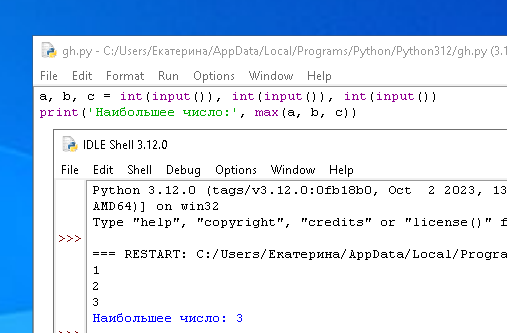 gh.py - C:/Users/Екатерина/AppData/Local/Programs/Python/Python312/gh.py (3.1
File Edit Format Run Options Window Help
a, b, c = int(input()), int(input()), int(input())
print('Наибольшее число:', max(a, b, c))
IDLE Shell 3.12.0
File Edit Shell Debug Options Window Help
Python 3.12.0 (tags/v3.12.0:0fb18b0, Oct  2 2023, 13
AMD64)] on win32
Type "help", "copyright", "credits" or "license()" f
>>>
=== RESTART: C:/Users/Екатерина/AppData/Local/Progra
1
2
3
Наибольшее число: 3
>>>